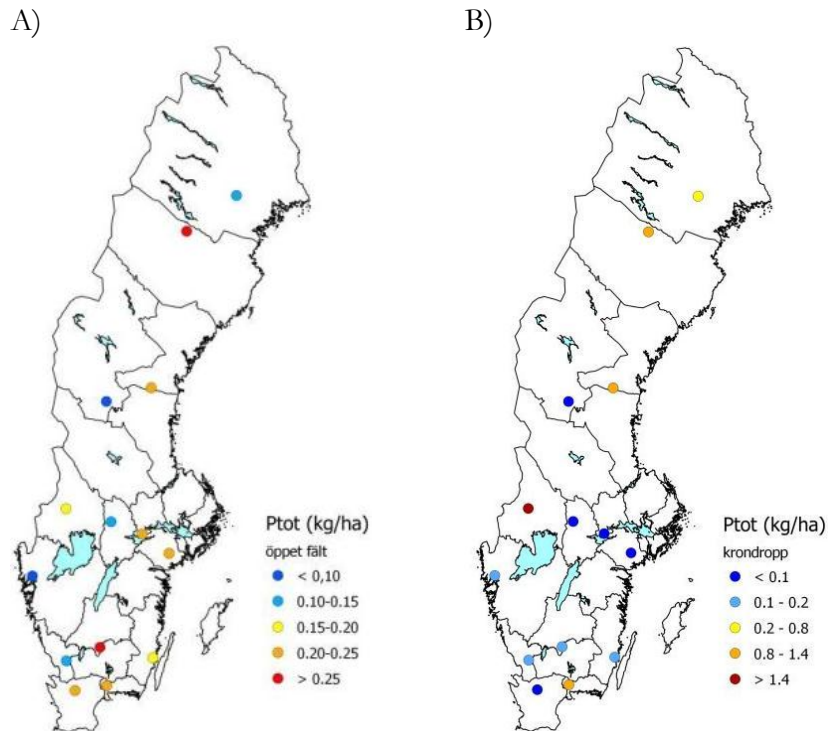 A)
Ptot (kg/ha)
öppet fält
< 0,10
0.10-0.15
0.15-0.20
0.20-0.25
> 0.25
B)
Ptot (kg/ha)
krondropp
< 0.1
0.1 - 0.2
0.2 - 0.8
0.8 - 1.4
> 1.4